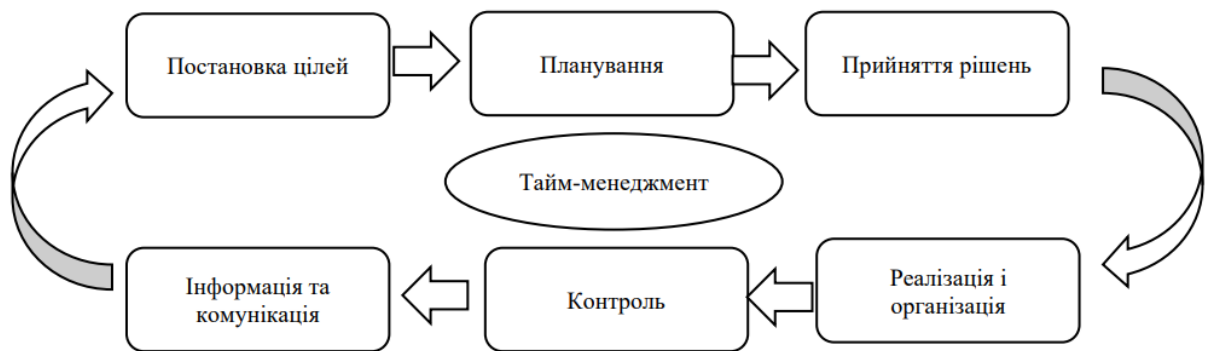 Постановка цілей
Планування
Прийняття рішень
Тайм-менеджмент
Інформація та
комунікація
Контроль
Реалізація і
організація